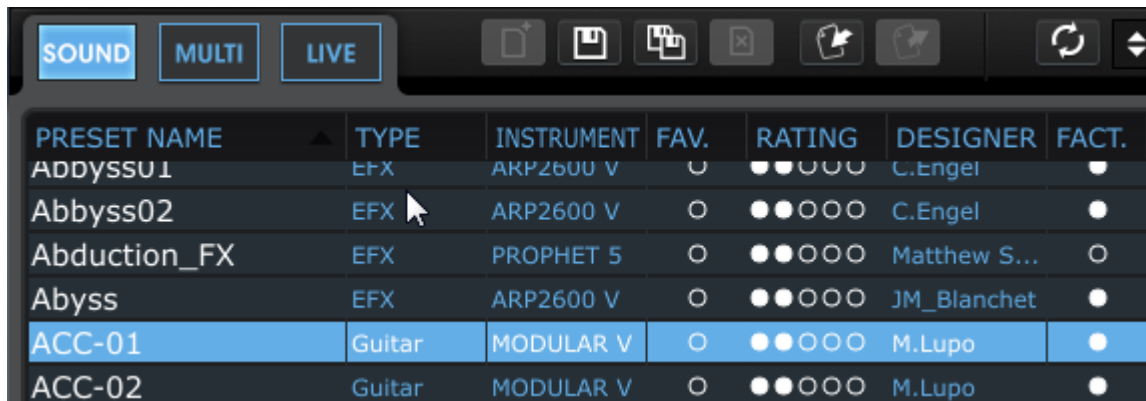 SOUND MULTI LIVE
PRESET NAME TYPE INSTRUMENT FAV. RATING DESIGNER FACT.
Abbyss01 EFX ARP2600 V C.Engel
Abbyss02 EFX ARP2600 V C.Engel
Abduction_FX EFX PROPHET 5 Matthew S...
Abyss EFX ARP2600 V JM_Blanchet
ACC-01 Guitar MODULAR V M.Lupo
ACC-02 Guitar MODULAR V M.Lupo